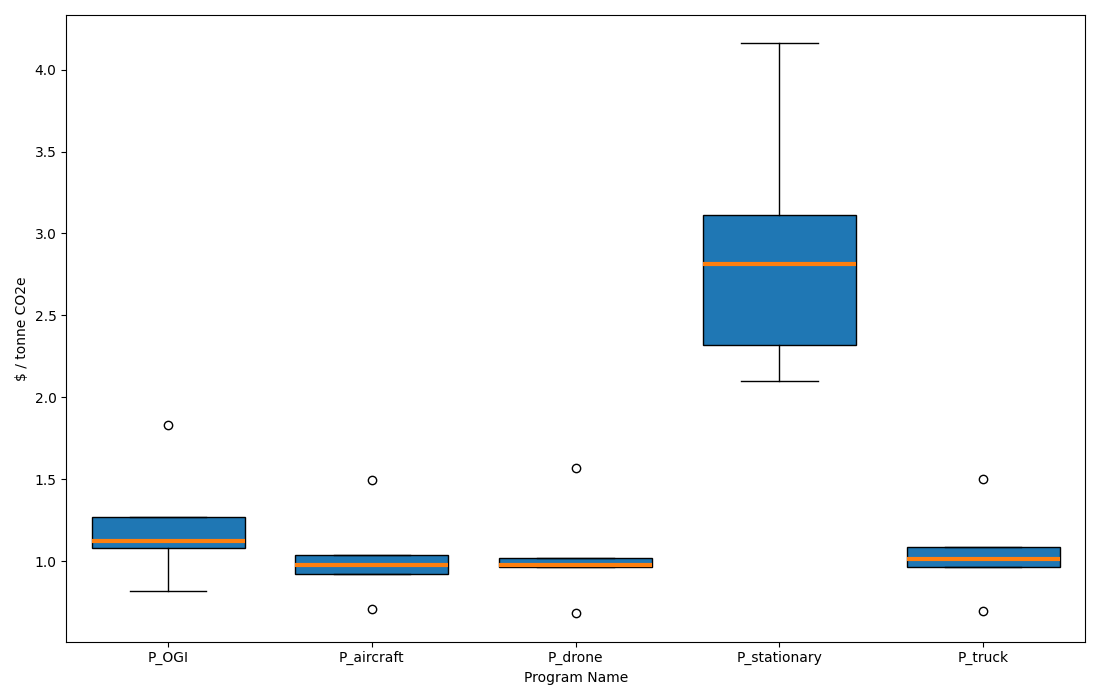 $ / tonne CO2e
4.0
3.5
3.0
2.5
2.0
1.5
1.0
P_OGI P_aircraft P_drone P_stationary P_truck
Program Name